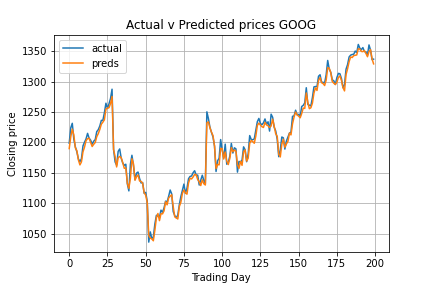 Actual v Predicted prices GOOG
actual
preds
1350
1300
1250
1200
1150
1100
1050
Closing price
0 25 50 75 100 125 150 175 200
Trading Day